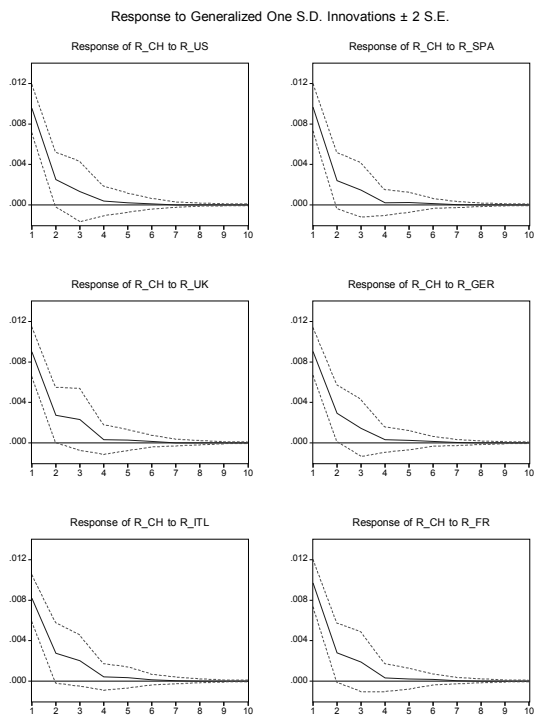 Response to Generalized One S.D. Innovations ± 2 S.E.
Response of R_CH to R_US
.012
.008
.004
.000
1 2 3 4 5 6 7 8 9 10
Response of R_CH to R_SPA
.012
.008
.004
.000
1 2 3 4 5 6 7 8 9 10
Response of R_CH to R_UK
.012
.008
.004
.000
1 2 3 4 5 6 7 8 9 10
Response of R_CH to R_GER
.012
.008
.004
.000
1 2 3 4 5 6 7 8 9 10
Response of R_CH to R_ITL
.012
.008
.004
.000
1 2 3 4 5 6 7 8 9 10
Response of R_CH to R_FR
.012
.008
.004
.000
1 2 3 4 5 6 7 8 9 10